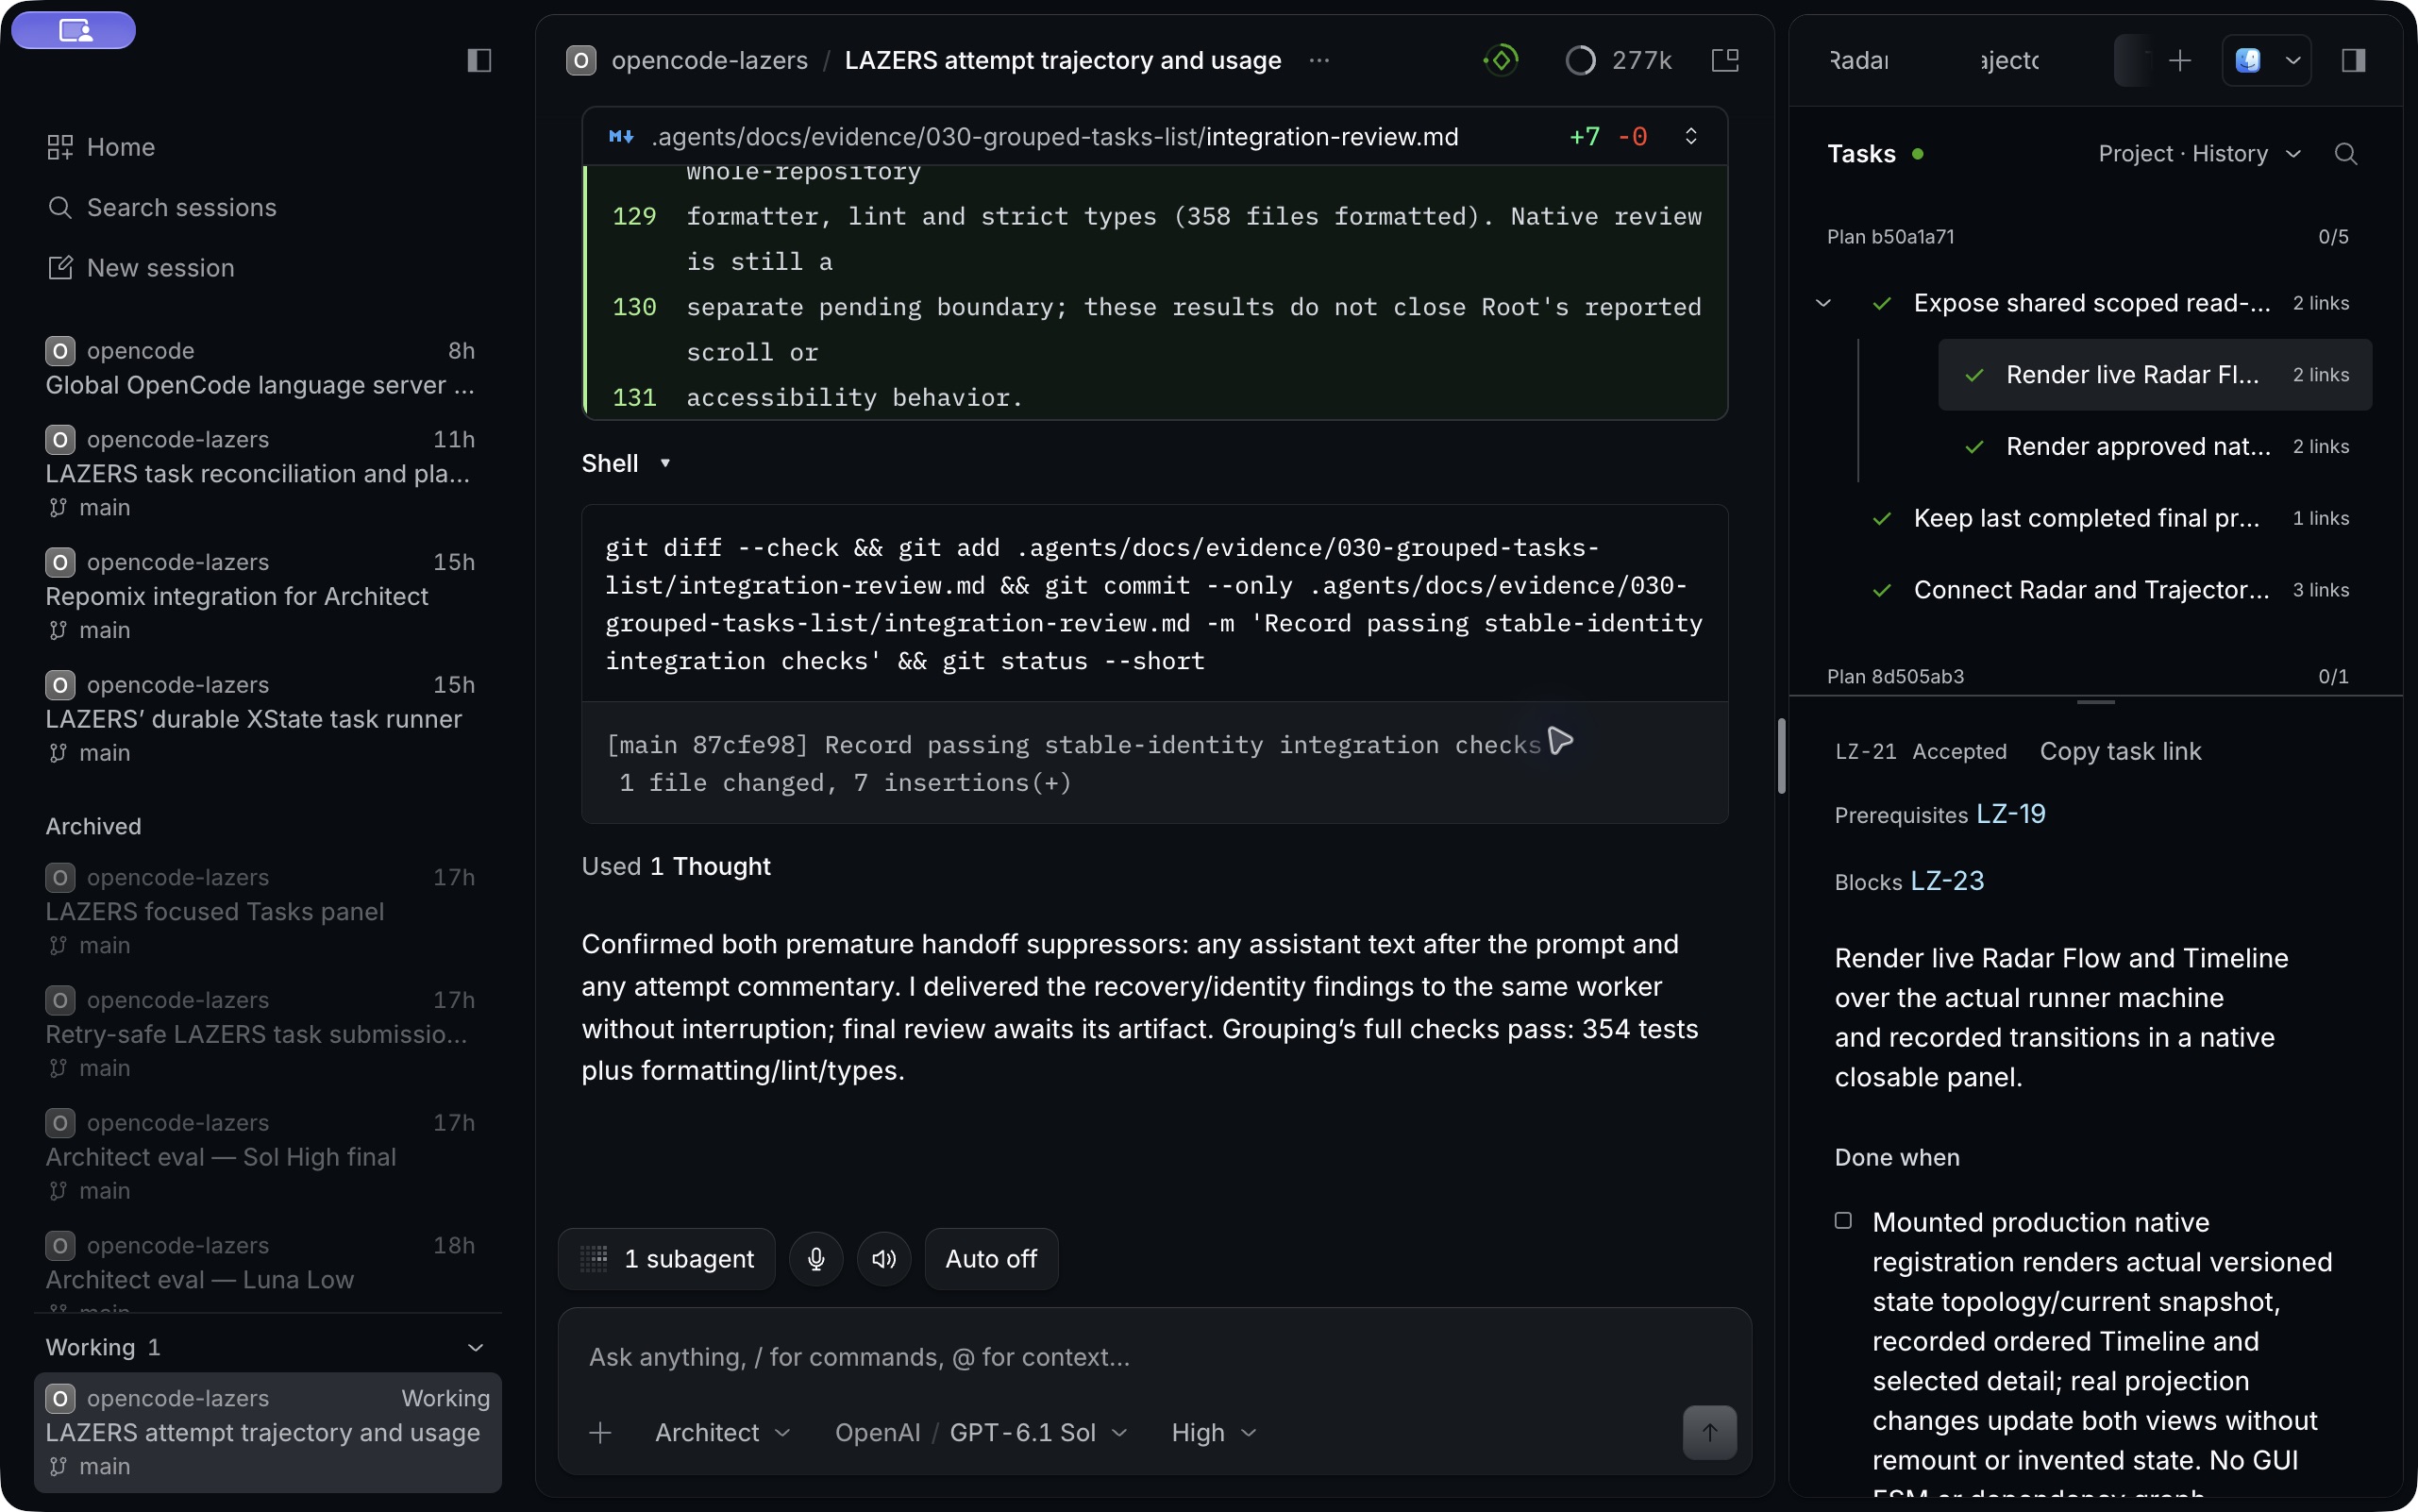 Home
Search sessions
New session
opencode 8h
Global OpenCode language server ...
opencode-lazers 11h
LAZERS task reconciliation and pla...
main
opencode-lazers 15h
Repomix integration for Architect
main
opencode-lazers 15h
LAZERS’ durable XState task runner
main
Archived
opencode-lazers 17h
LAZERS focused Tasks panel
main
opencode-lazers 17h
Retry-safe LAZERS task submissio...
main
opencode-lazers 17h
Architect eval — Sol High final
main
opencode-lazers 18h
Architect eval — Luna Low
main
Working 1
opencode-lazers Working
LAZERS attempt trajectory and usage
main
opencode-lazers / LAZERS attempt trajectory and usage ... 277k
.agents/docs/evidence/030-grouped-tasks-list/integration-review.md +7 -0
whole-repository
129 formatter, lint and strict types (358 files formatted). Native review
is still a
130 separate pending boundary; these results do not close Root's reported
scroll or
131 accessibility behavior.
Shell
git diff --check && git add .agents/docs/evidence/030-grouped-tasks-
list/integration-review.md && git commit --only .agents/docs/evidence/030-
grouped-tasks-list/integration-review.md -m 'Record passing stable-identity
integration checks' && git status --short
[main 87cfe98] Record passing stable-identity integration checks
1 file changed, 7 insertions(+)
Used 1 Thought
Confirmed both premature handoff suppressors: any assistant text after the prompt and
any attempt commentary. I delivered the recovery/identity findings to the same worker
without interruption; final review awaits its artifact. Grouping’s full checks pass: 354 tests
plus formatting/lint/types.
1 subagent
Auto off
Ask anything, / for commands, @ for context...
Architect OpenAI / GPT-6.1 Sol High
Radar
ajecto
Tasks Project · History
Plan b50a1a71 0/5
Expose shared scoped read-... 2 links
Render live Radar Fl... 2 links
Render approved nat... 2 links
Keep last completed final pr... 1 links
Connect Radar and Trajector... 3 links
Plan 8d505ab3 0/1
LZ-21 Accepted Copy task link
Prerequisites LZ-19
Blocks LZ-23
Render live Radar Flow and Timeline
over the actual runner machine
and recorded transitions in a native
closable panel.
Done when
Mounted production native
registration renders actual versioned
state topology/current snapshot,
recorded ordered Timeline and
selected detail; real projection
changes update both views without
remount or invented state. No GUI
FSM or dependency graph